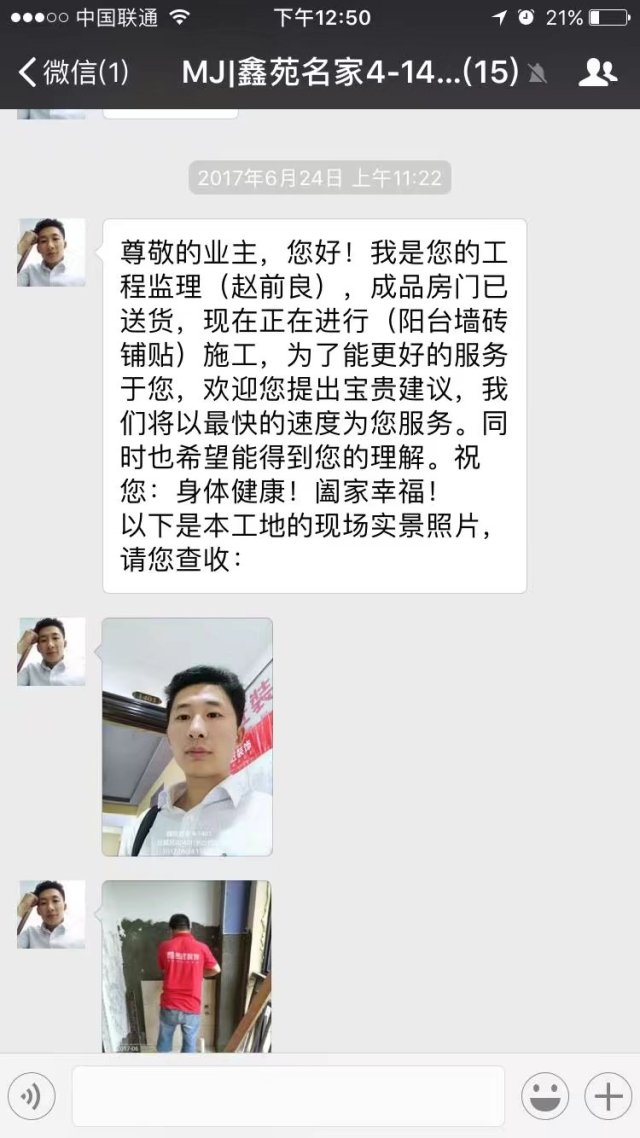 中国联通
下午12:50
21%
微信(1)
MJ|鑫苑名家4-14...(15)
2017年6月24日 上午11:22
尊敬的业主，您好！我是您的工
程监理（赵前良），成品房门已
送货，现在正在进行（阳台墙砖
铺贴）施工，为了能更好的服务
于您，欢迎您提出宝贵建议，我
们将以最快的速度为您服务。同
时也希望能得到您的理解。祝
您：身体健康！阖家幸福！
以下是本工地的现场实景照片，
请您查收：
1401
装